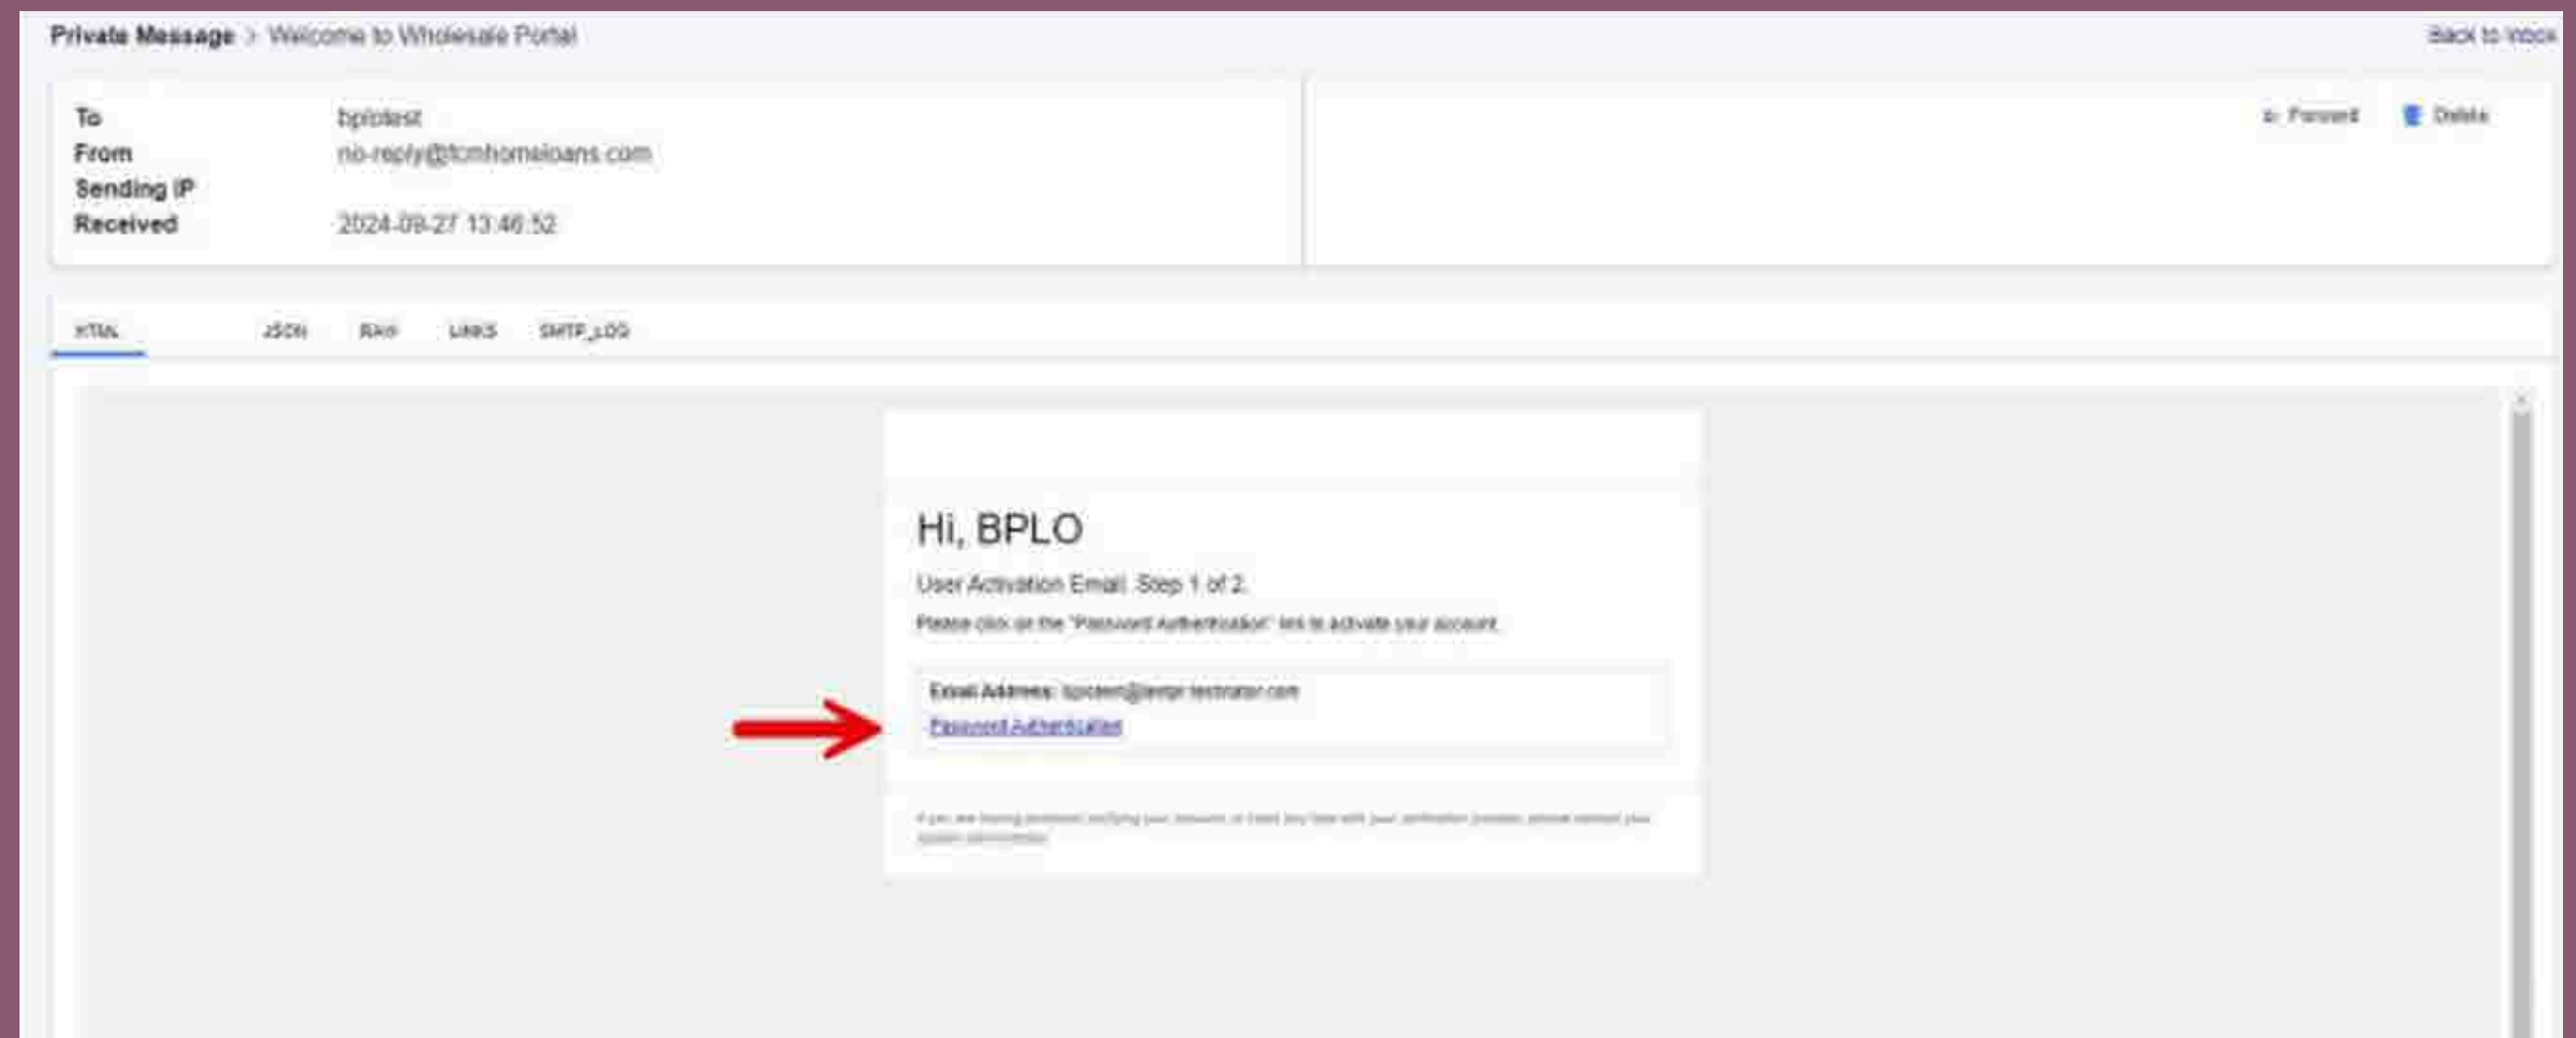 Private Message > Welcome to Wholesale Portal
Back to Inbox
To bplotest
From no-reply@tcmhomeloans.com
Sending IP
Received 2024-09-27 13:46:52
Forward Delete
HTML JSON RAW LINKS SMTP_LOG
Hi, BPLO
User Activation Email. Step 1 of 2.
Please click on the "Password Authentication" link to activate your account.
Email Address:
Password Authentication